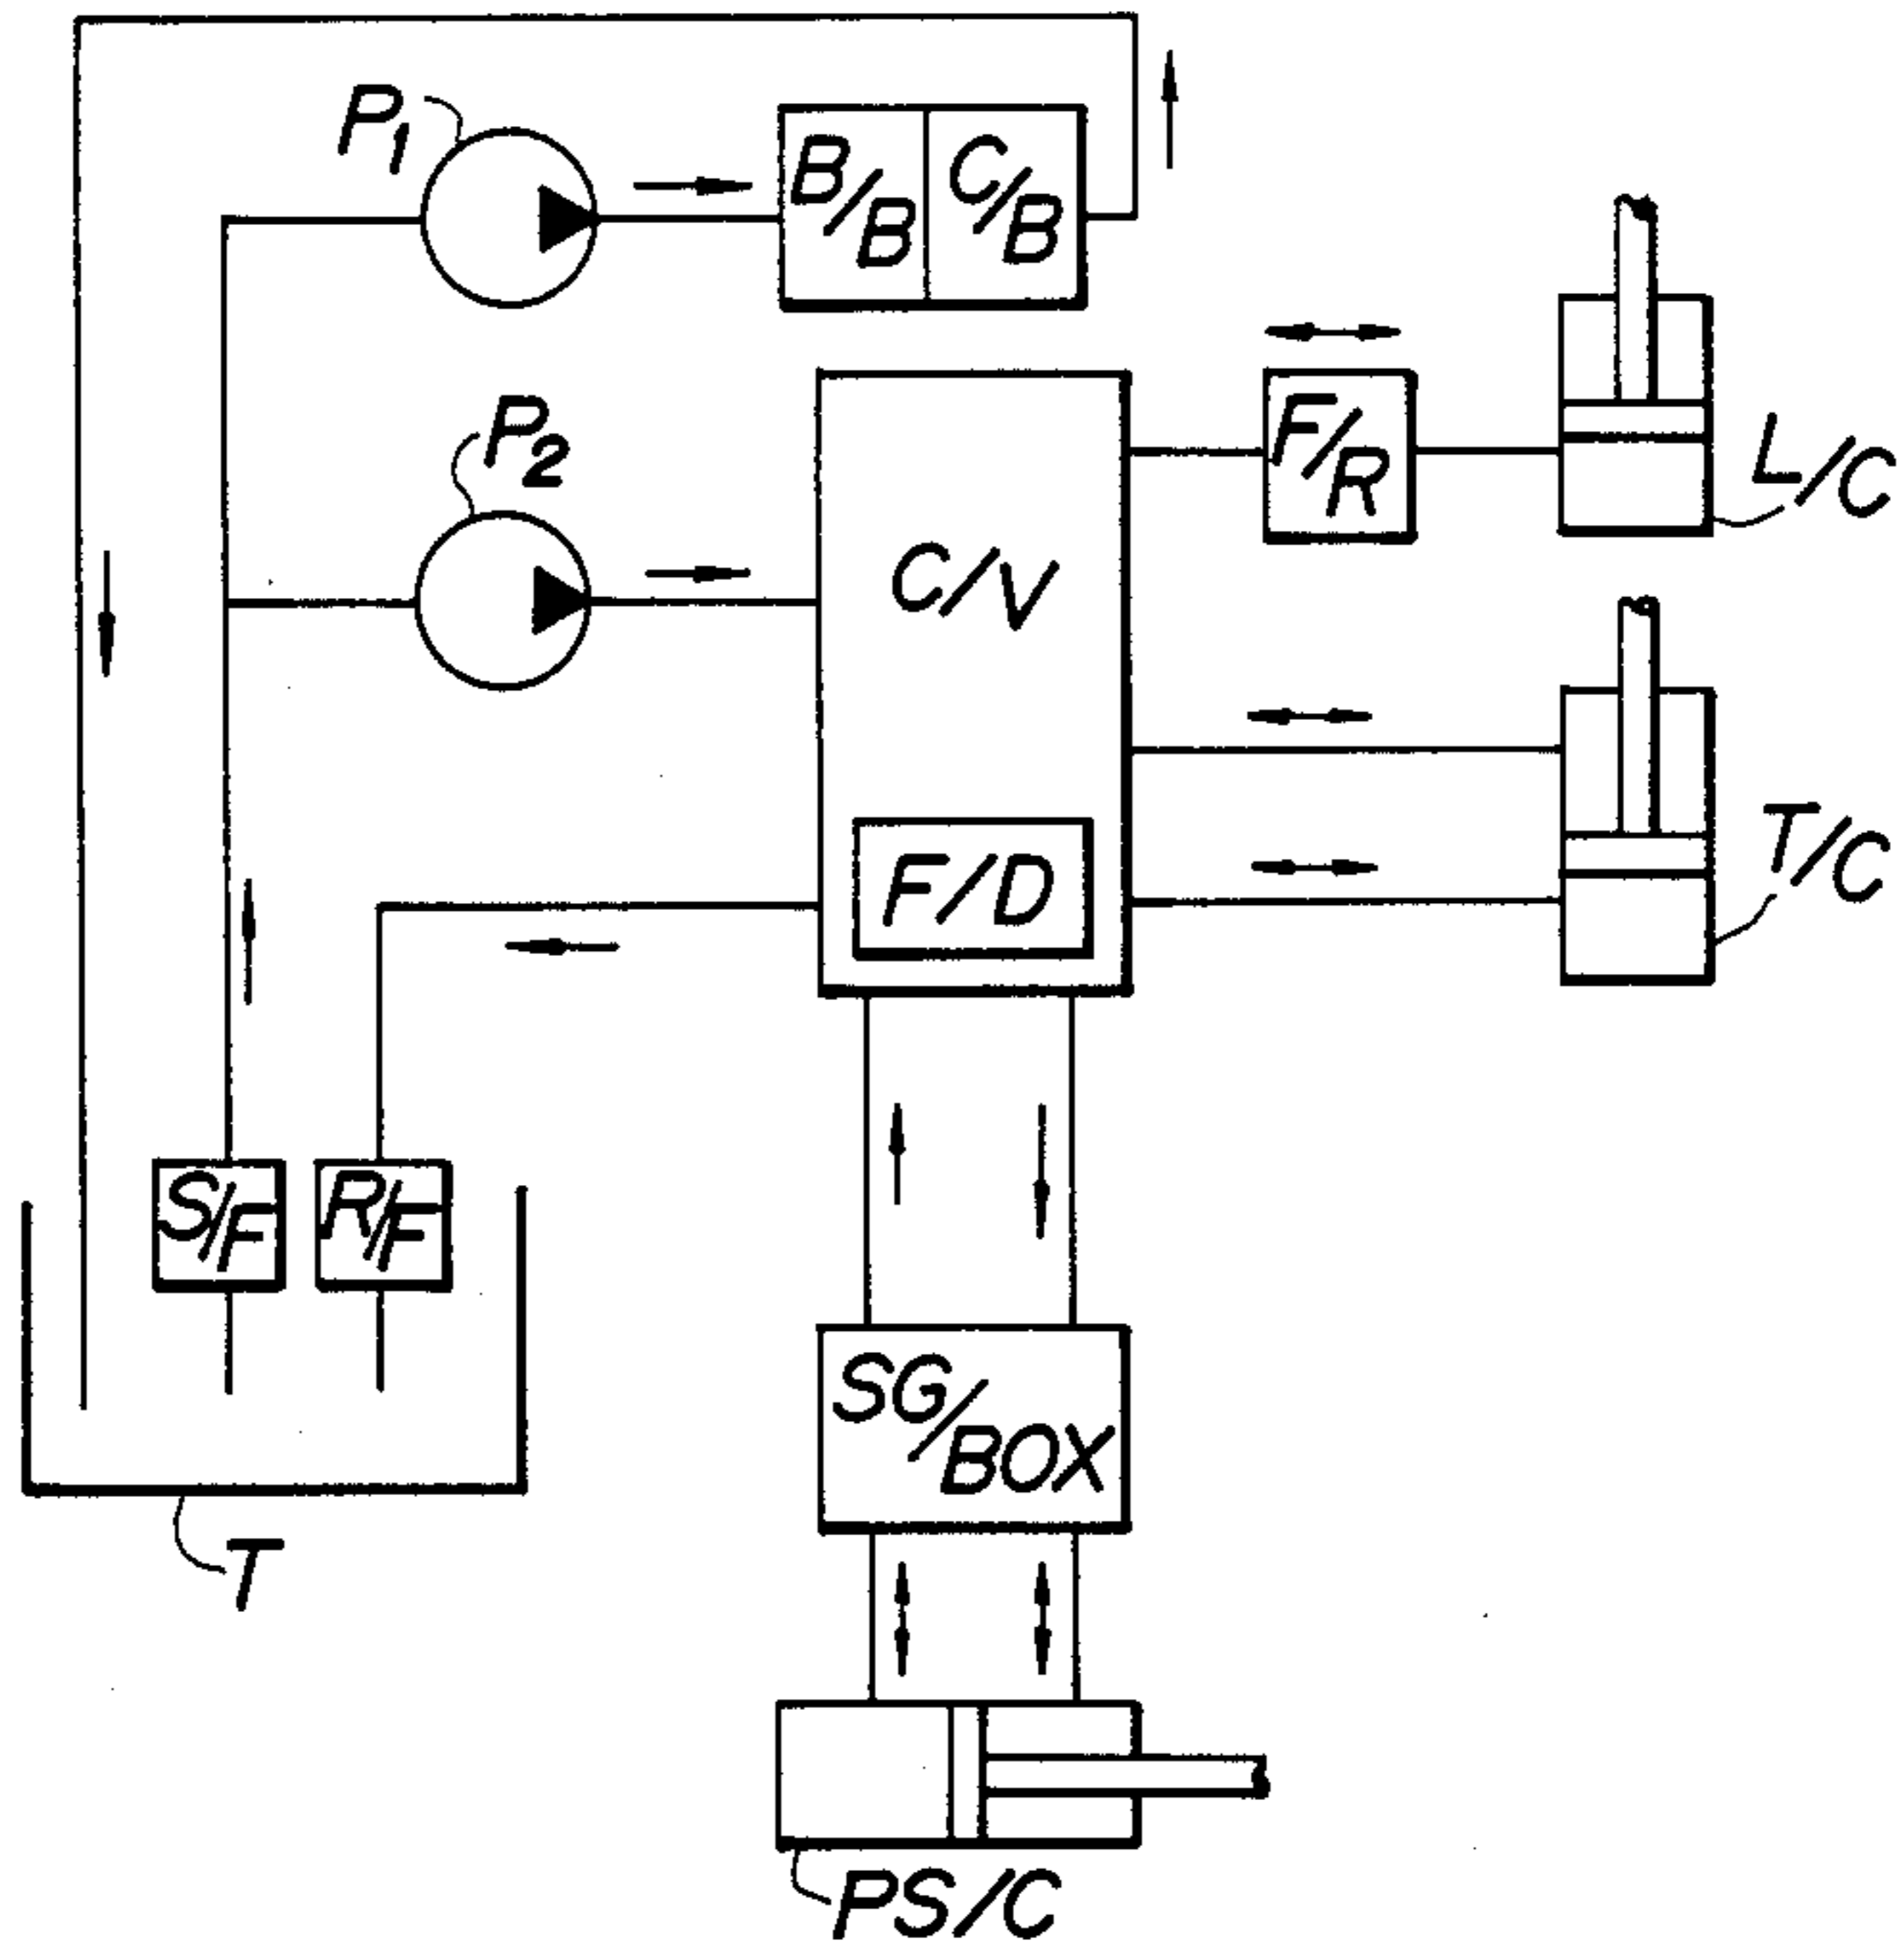 P1
B/B
C/B
P2
F/R
L/C
C/V
T/C
F/D
S/F
R/F
SG/BOX
T
PS/C